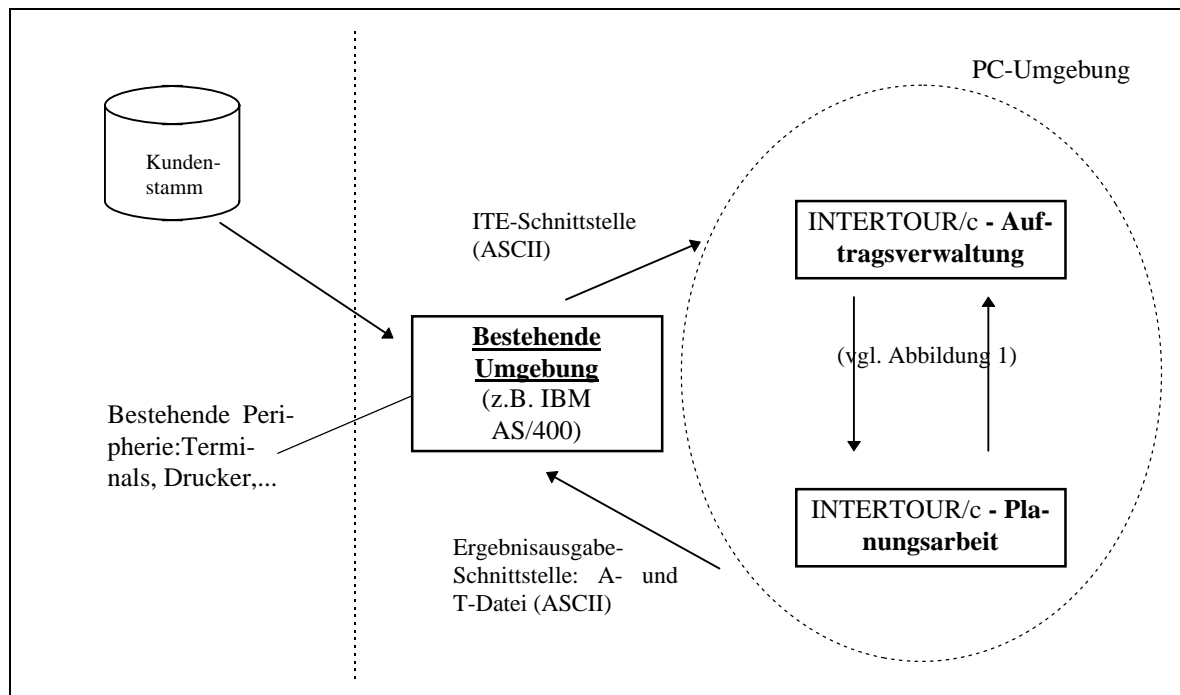 PC-Umgebung
Kunden-
stamm
ITE-Schnittstelle
(ASCII)
INTERTOUR/c - Auf-
tragsverwaltung
Bestehende
Umgebung
(z.B. IBM
AS/400)
(vgl. Abbildung 1)
Bestehende Peri-
pherie:Termi-
nals, Drucker,...
INTERTOUR/c - Pla-
nungsarbeit
Ergebnisausgabe-
Schnittstelle: A- und
T-Datei (ASCII)